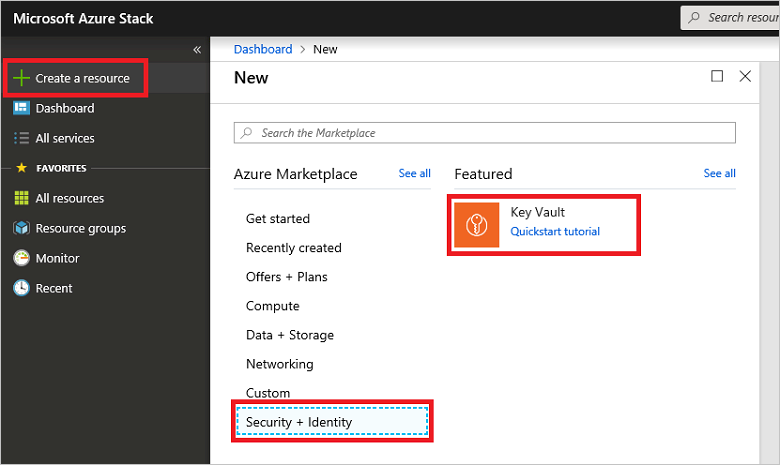 Microsoft Azure Stack
Search resou
«
Create a resource
Dashboard
All services
FAVORITES
All resources
Resource groups
Monitor
Recent
Dashboard > New
New
Search the Marketplace
Azure Marketplace
See all
Get started
Recently created
Offers + Plans
Compute
Data + Storage
Networking
Custom
Security + Identity
Featured
See all
Key Vault
Quickstart tutorial